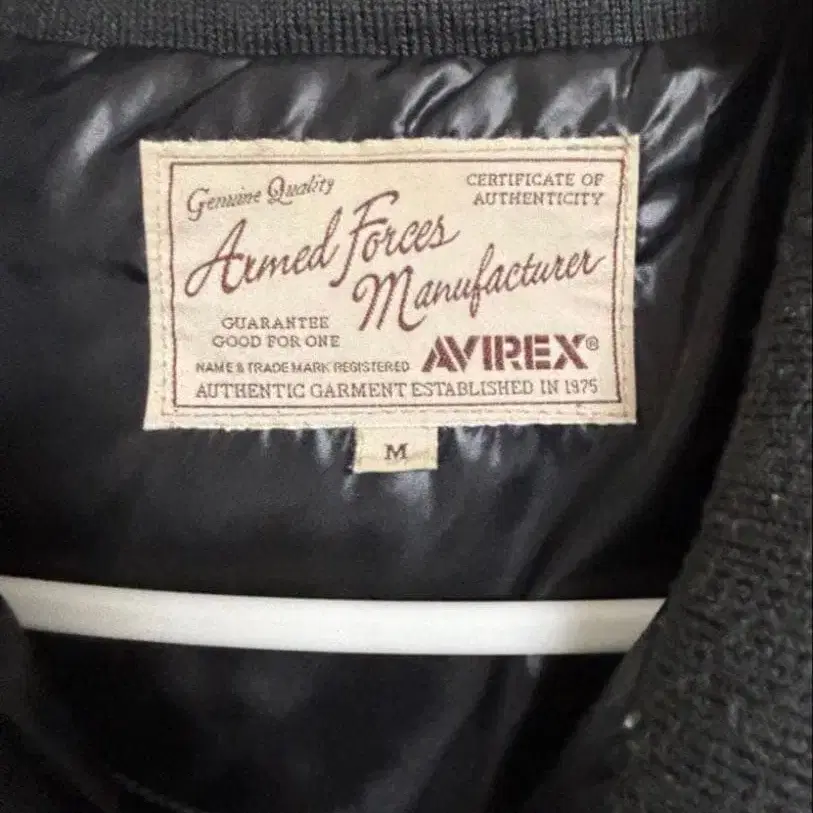 Genuine Quality
CERTIFICATE OF
AUTHENTICITY
Armed Forces
Manufacturer
GUARANTEE
GOOD FOR ONE
NAME & TRADE MARK REGISTERED
AVIREX®
AUTHENTIC GARMENT ESTABLISHED IN 1975
M